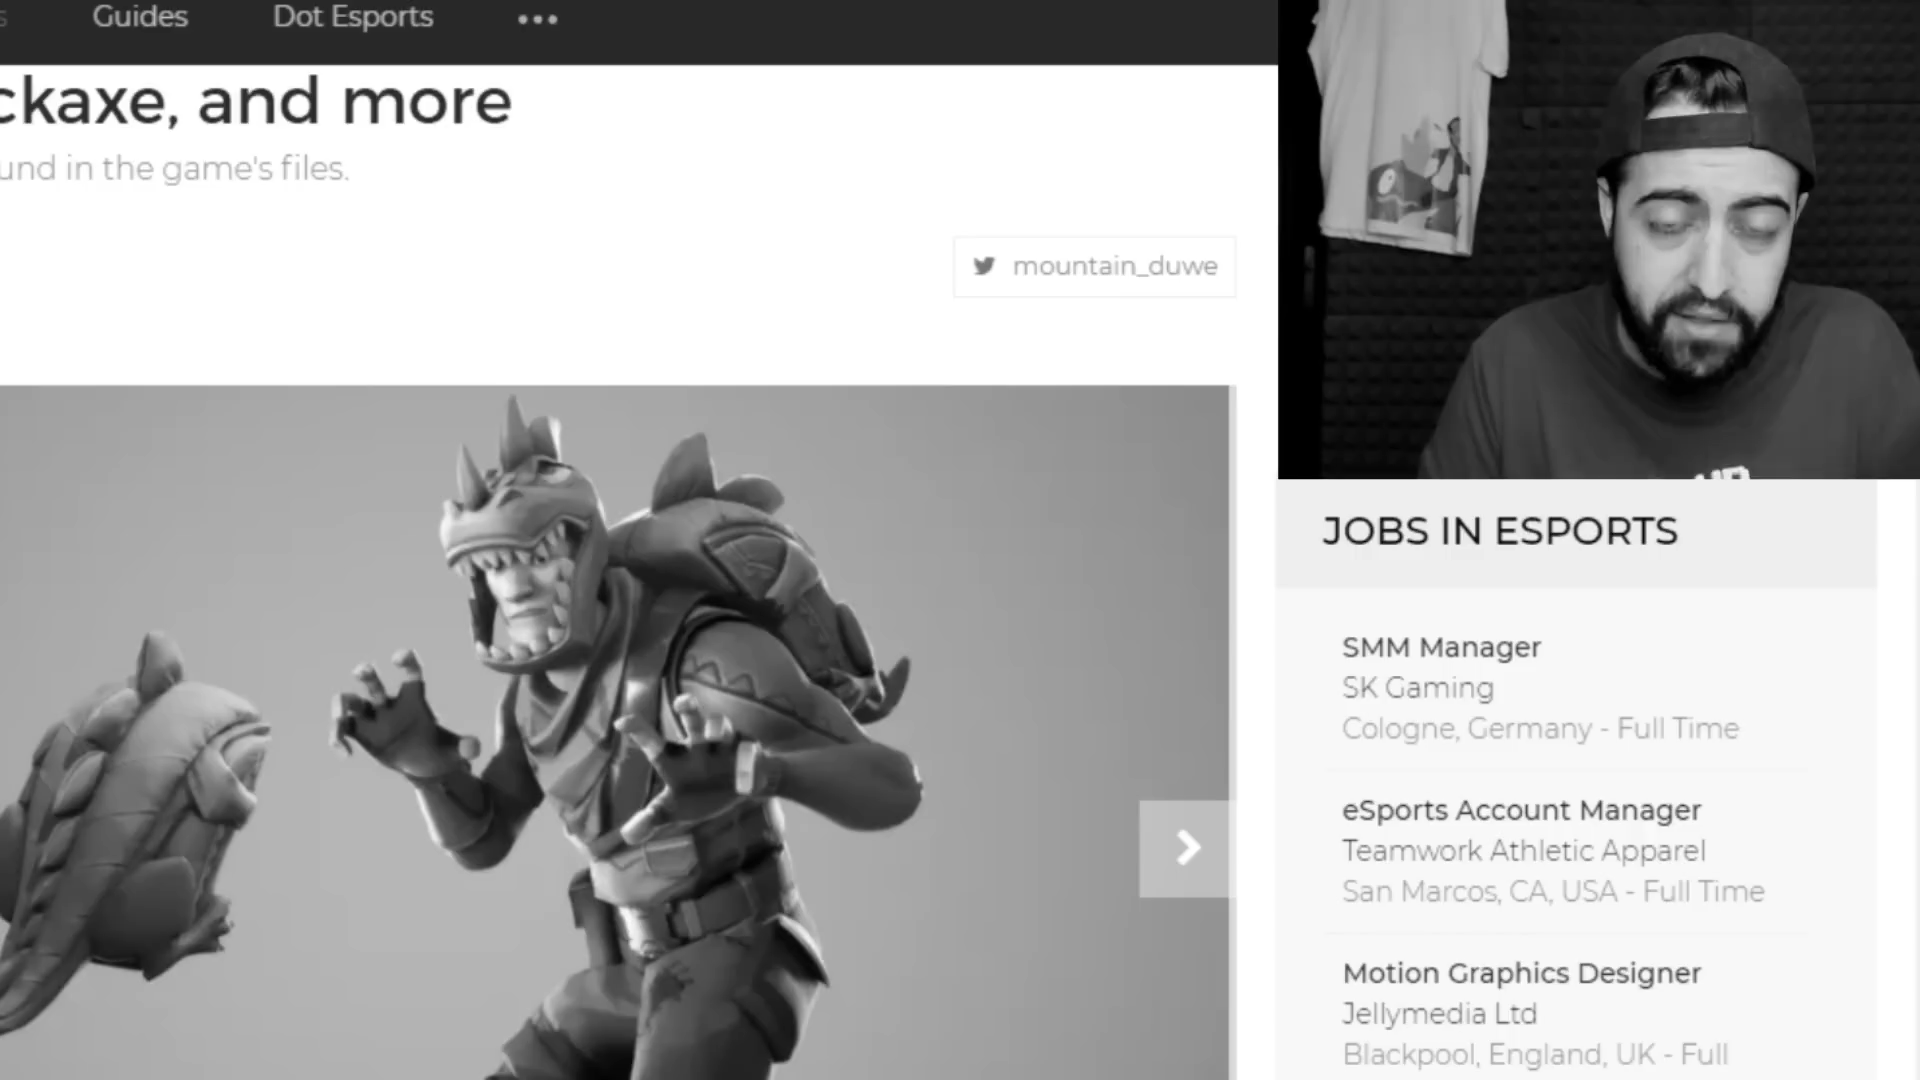 Guides Dot Esports
ckaxe, and more
und in the game's files.
mountain_duwe
JOBS IN ESPORTS
SMM Manager
SK Gaming
Cologne, Germany - Full Time
eSports Account Manager
Teamwork Athletic Apparel
San Marcos, CA, USA - Full Time
Motion Graphics Designer
Jellymedia Ltd
Blackpool, England, UK - Full